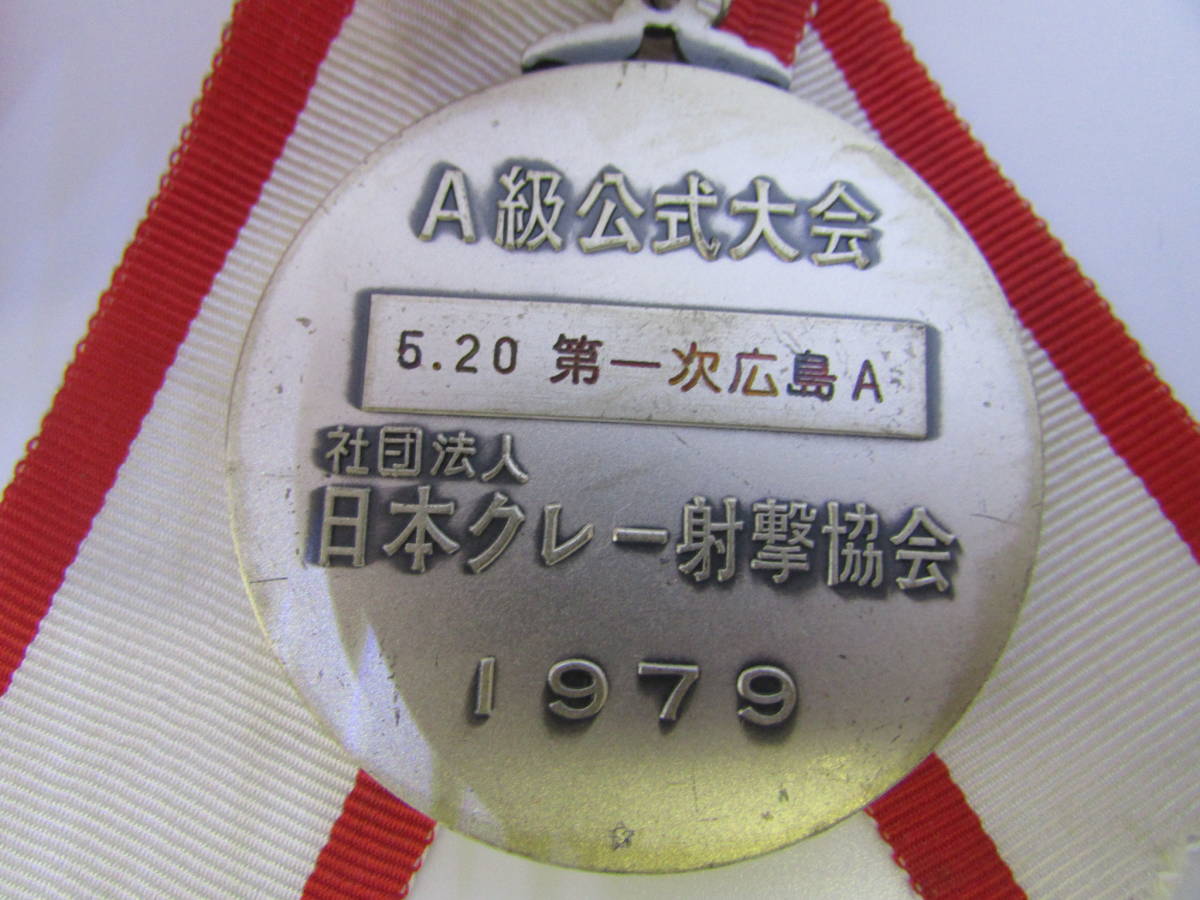 A級公式大会
5.20 第一次広島A
社団法人
日本クレー射撃協会
1979